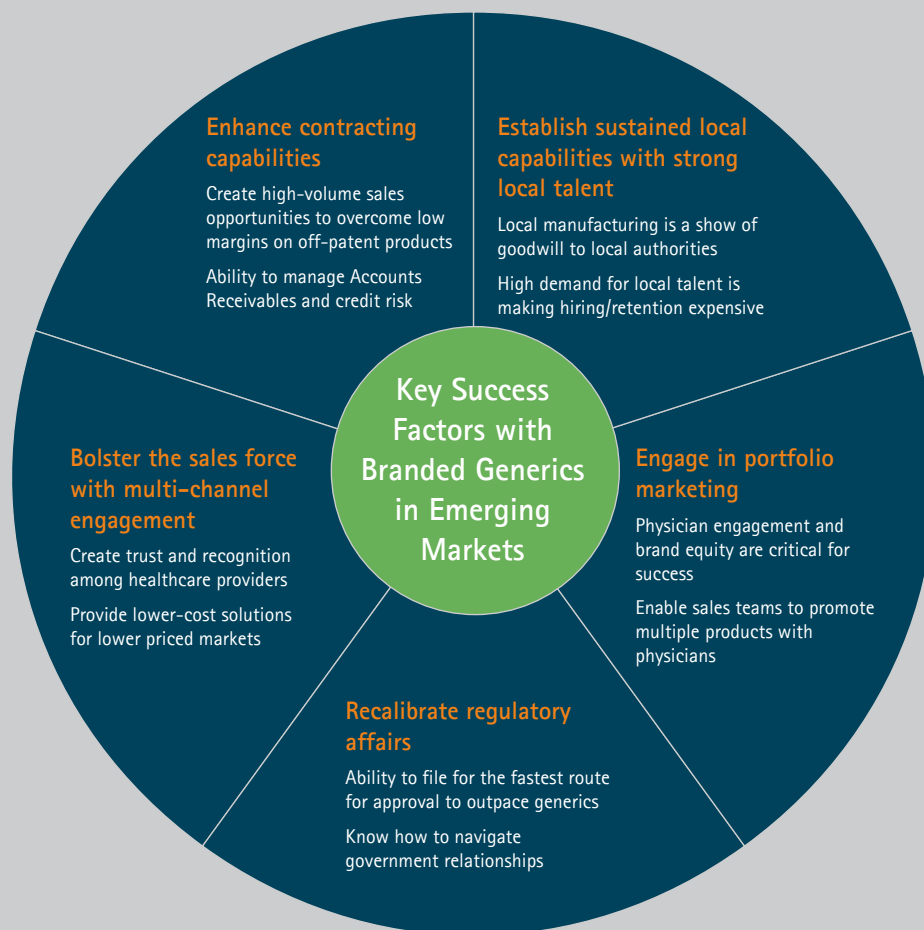 Enhance contracting
capabilities
Create high-volume sales
opportunities to overcome low
margins on off-patent products
Ability to manage Accounts
Receivables and credit risk
Establish sustained local
capabilities with strong
local talent
Local manufacturing is a show of
goodwill to local authorities
High demand for local talent is
making hiring/retention expensive
Key Success
Factors with
Branded Generics
in Emerging
Markets
Bolster the sales force
with multi-channel
engagement
Create trust and recognition
among healthcare providers
Provide lower-cost solutions
for lower priced markets
Engage in portfolio
marketing
Physician engagement and
brand equity are critical for
success
Enable sales teams to promote
multiple products with
physicians
Recalibrate regulatory
affairs
Ability to file for the fastest route
for approval to outpace generics
Know how to navigate
government relationships